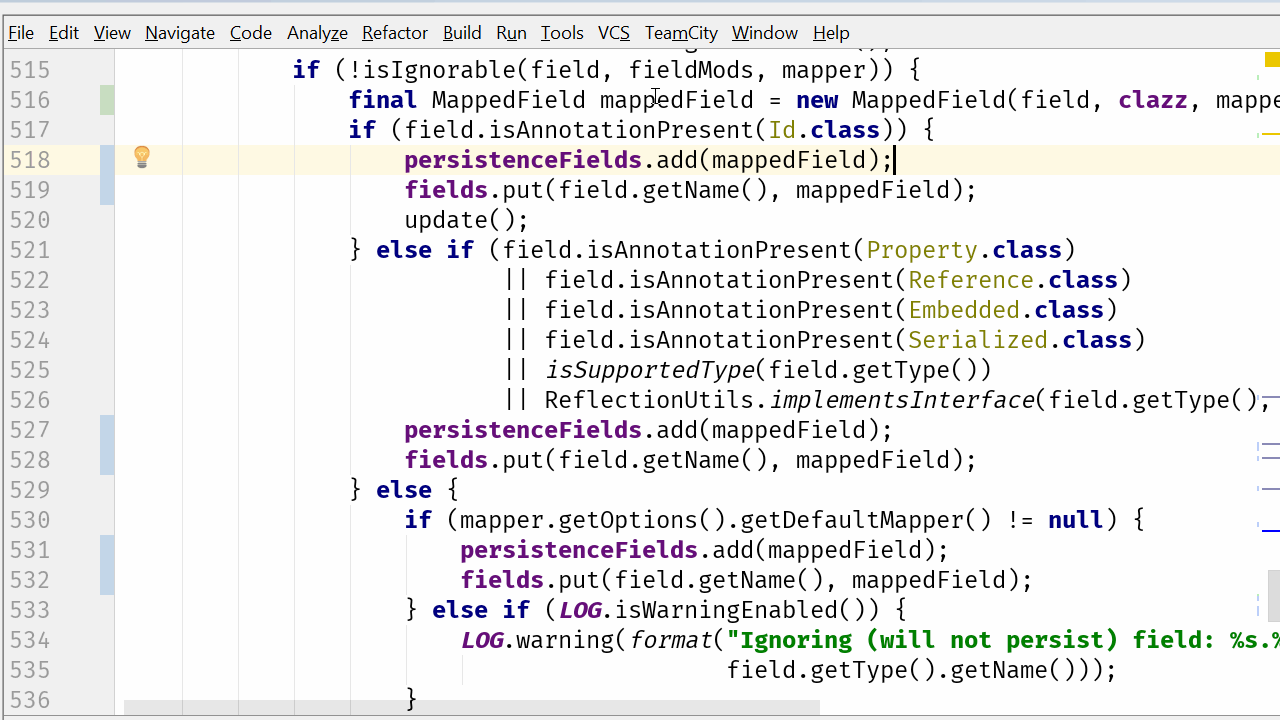 File Edit View Navigate Code Analyze Refactor Build Run Tools VCS TeamCity Window Help
515 if (!isIgnorable(field, fieldMods, mapper)) {
516 final MappedField mappedField = new MappedField(field, clazz, mappe
517 if (field.isAnnotationPresent(Id.class)) {
518 persistenceFields.add(mappedField);
519 fields.put(field.getName(), mappedField);
520 update();
521 } else if (field.isAnnotationPresent(Property.class)
522 || field.isAnnotationPresent(Reference.class)
523 || field.isAnnotationPresent(Embedded.class)
524 || field.isAnnotationPresent(Serialized.class)
525 || isSupportedType(field.getType())
526 || ReflectionUtils.implementsInterface(field.getType(),
527 persistenceFields.add(mappedField);
528 fields.put(field.getName(), mappedField);
529 } else {
530 if (mapper.getOptions().getDefaultMapper() != null) {
531 persistenceFields.add(mappedField);
532 fields.put(field.getName(), mappedField);
533 } else if (LOG.isWarningEnabled()) {
534 LOG.warning(format("Ignoring (will not persist) field: %s.%
535 field.getType().getName()));
536 }